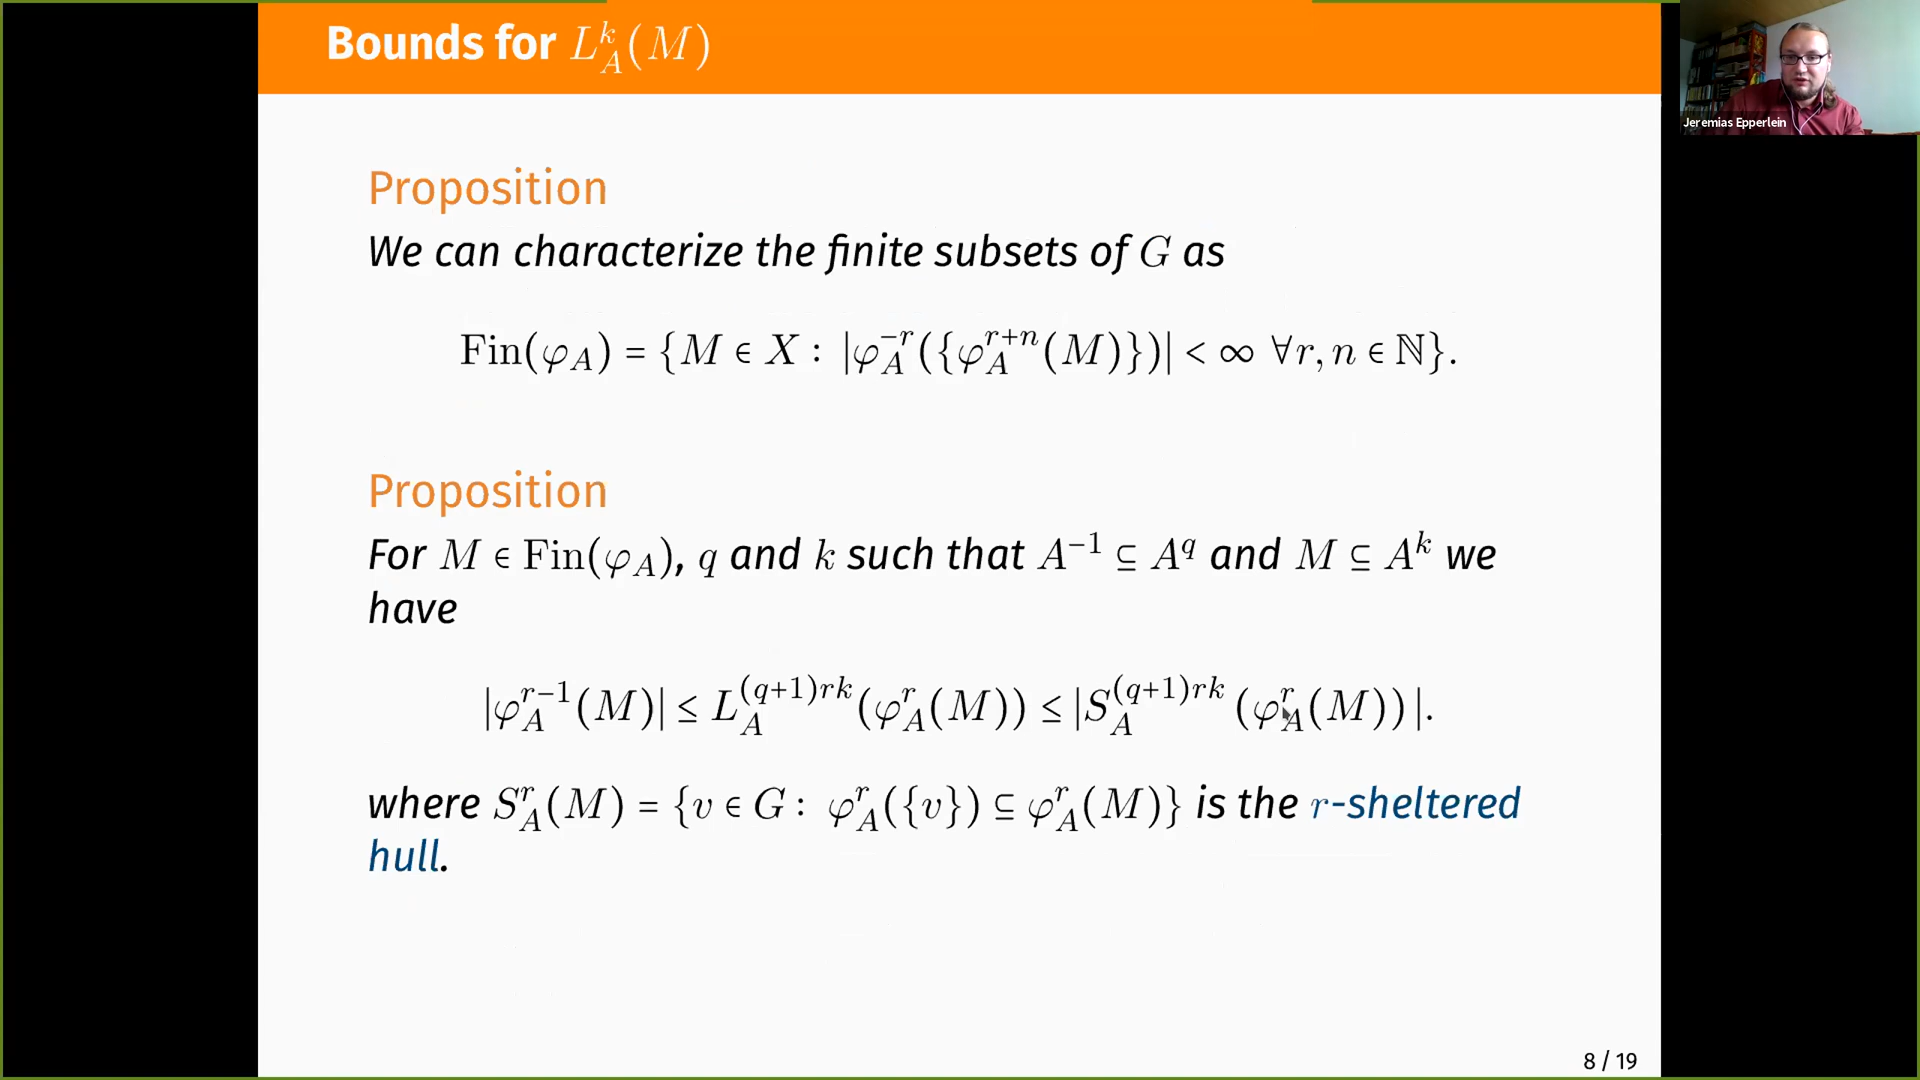 Bounds for $L_A^k(M)$
Jeremias Epperlein
Proposition
We can characterize the finite subsets of $G$ as
$\mathrm{Fin}(\varphi_A) = \{M \in X : |\varphi_A^{-r}(\{\varphi_A^{r+n}(M)\})| < \infty \ \forall r, n \in \mathbb{N}\}.$
Proposition
For $M \in \mathrm{Fin}(\varphi_A)$, $q$ and $k$ such that $A^{-1} \subseteq A^q$ and $M \subseteq A^k$ we
have
$|\varphi_A^{r-1}(M)| \leq L_A^{(q+1)rk}(\varphi_A^r(M)) \leq |S_A^{(q+1)rk}(\varphi_A^r(M))|.$
where $S_A^r(M) = \{v \in G : \varphi_A^r(\{v\}) \subseteq \varphi_A^r(M)\}$ is the $r$-sheltered
hull.
8 / 19